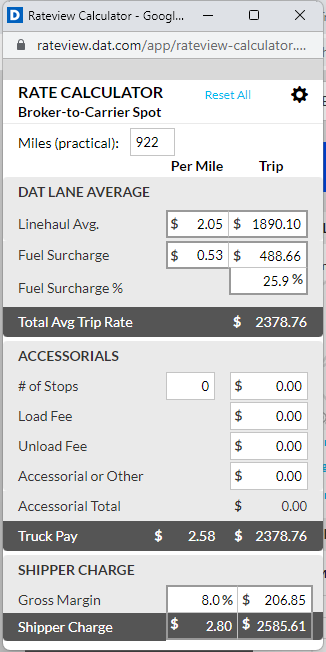 D Rateview Calculator - Googl...
rateview.dat.com/app/rateview-calculator....
RATE CALCULATOR Reset All
Broker-to-Carrier Spot
Miles (practical): 922
Per Mile Trip
DAT LANE AVERAGE
Linehaul Avg. $ 2.05 $ 1890.10
Fuel Surcharge $ 0.53 $ 488.66
Fuel Surcharge % 25.9 %
Total Avg Trip Rate $ 2378.76
ACCESSORIALS
# of Stops 0 $ 0.00
Load Fee $ 0.00
Unload Fee $ 0.00
Accessorial or Other $ 0.00
Accessorial Total $ 0.00
Truck Pay $ 2.58 $ 2378.76
SHIPPER CHARGE
Gross Margin 8.0% $ 206.85
Shipper Charge $ 2.80 $ 2585.61